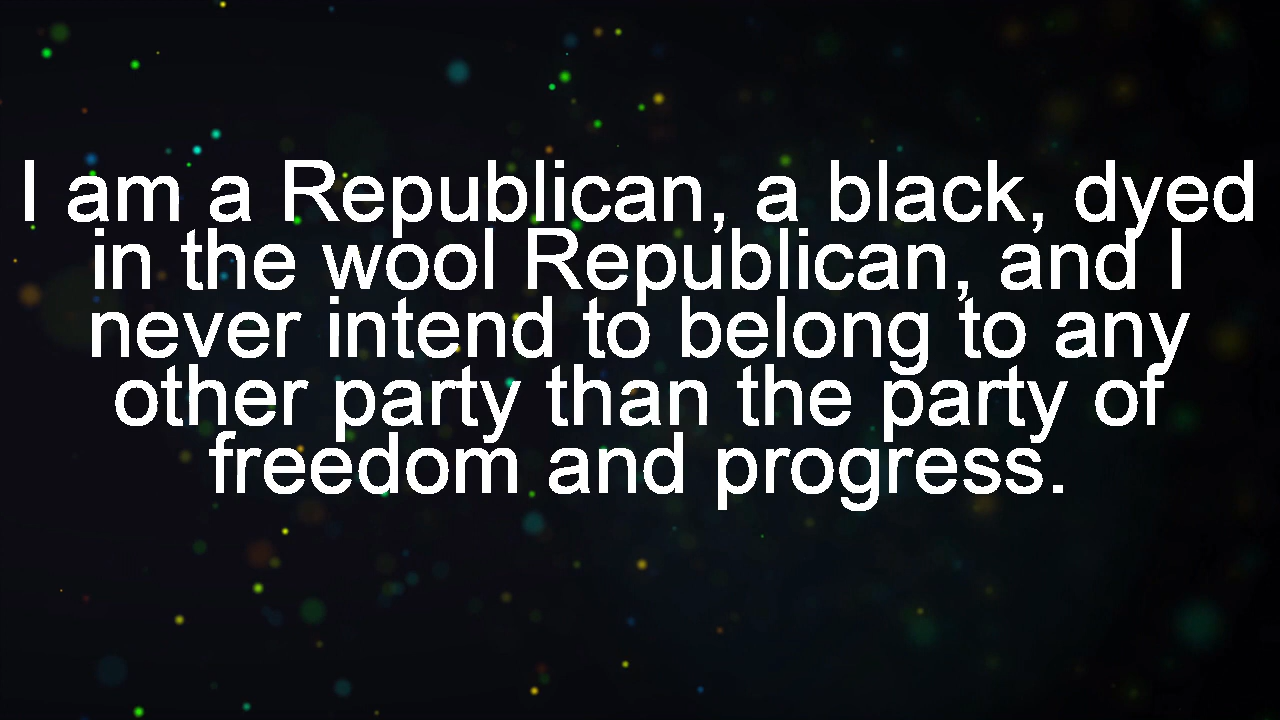 I am a Republican, a black, dyed
in the wool Republican, and I
never intend to belong to any
other party than the party of
freedom and progress.